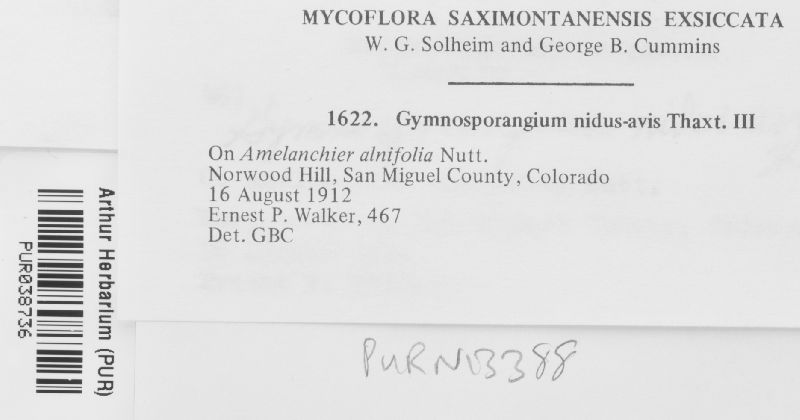 MYCOFLORA SAXIMONTANENSIS EXSICCATA
W. G. Solheim and George B. Cummins
1622. Gymnosporangium nidus-avis Thaxt. III
On Amelanchier alnifolia Nutt.
Norwood Hill, San Miguel County, Colorado
16 August 1912
Ernest P. Walker, 467
Det. GBC
Arthur Herbarium (PUR)
PUR038736
PURN13388